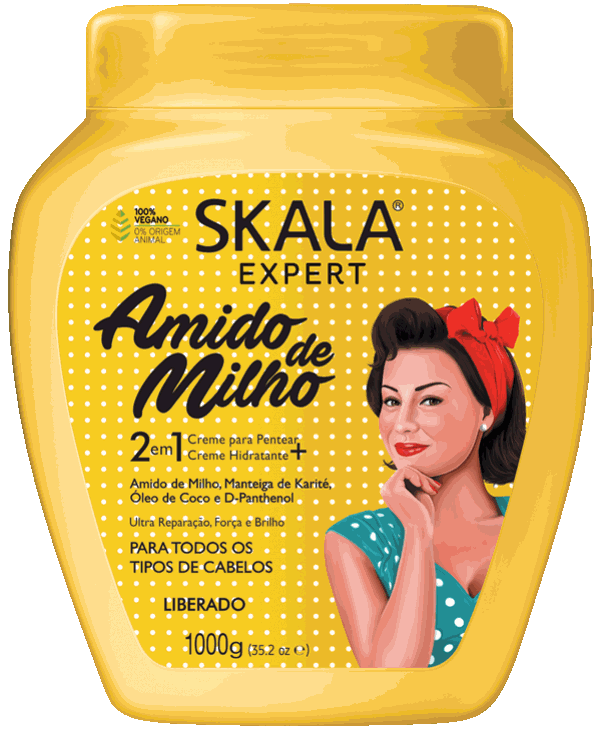 100%
VEGANO
0% ORIGEM
ANIMAL
SKALA®
EXPERT
Amido de
Milho
2 em 1 Creme para Pentear +
Creme Hidratante
Amido de Milho, Manteiga de Karité,
Óleo de Coco e D-Panthenol
Ultra Reparação, Força e Brilho
PARA TODOS OS
TIPOS DE CABELOS
LIBERADO
1000g (35.2 oz ℮)